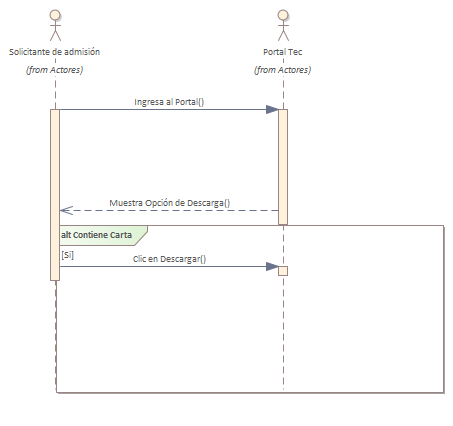 Solicitante de admisión
Portal Tec
(from Actores)
(from Actores)
Ingresa al Portal()
Muestra Opción de Descarga()
alt Contiene Carta
[Si]
Clic en Descargar()